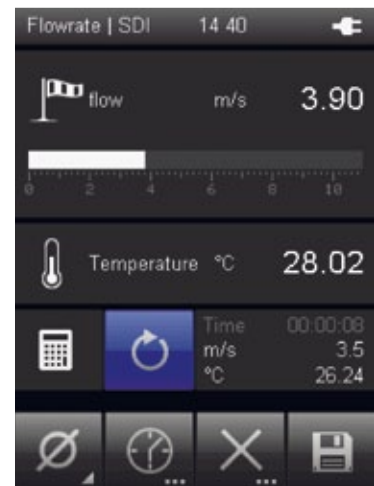 Flowrate | SDI 14 40
flow m/s 3.90
0 2 4 6 8 10
Temperature °C 28.02
Time 00:00:08
m/s 3.5
°C 26.24